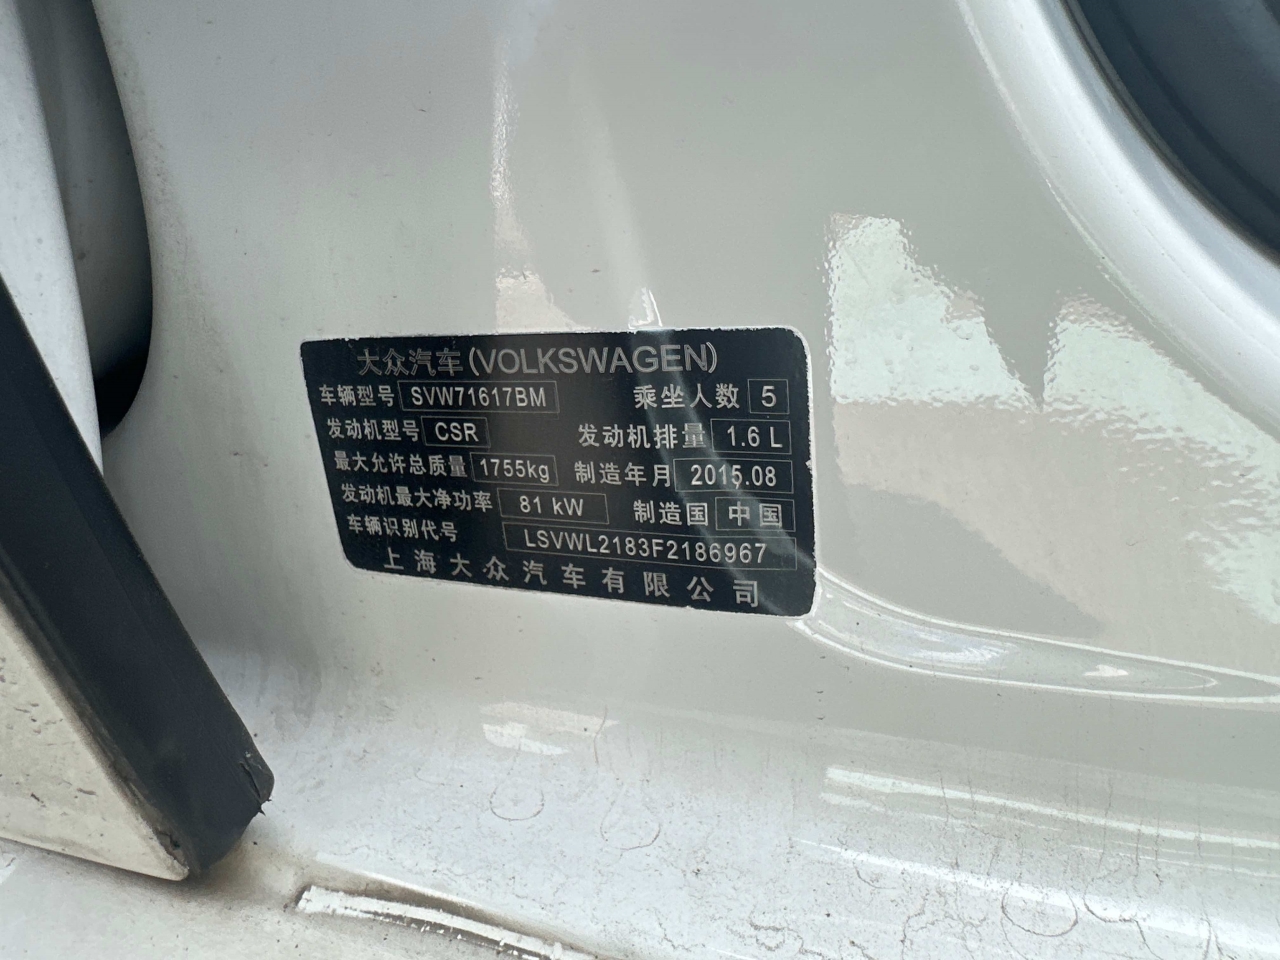 大众汽车(VOLKSWAGEN)
车辆型号 SVW71617BM 乘坐人数 5
发动机型号 CSR 发动机排量 1.6 L
最大允许总质量 1755kg 制造年月 2015.08
发动机最大净功率 81 kW 制造国 中国
车辆识别代号 LSVWL2183F2186967
上海大众汽车有限公司